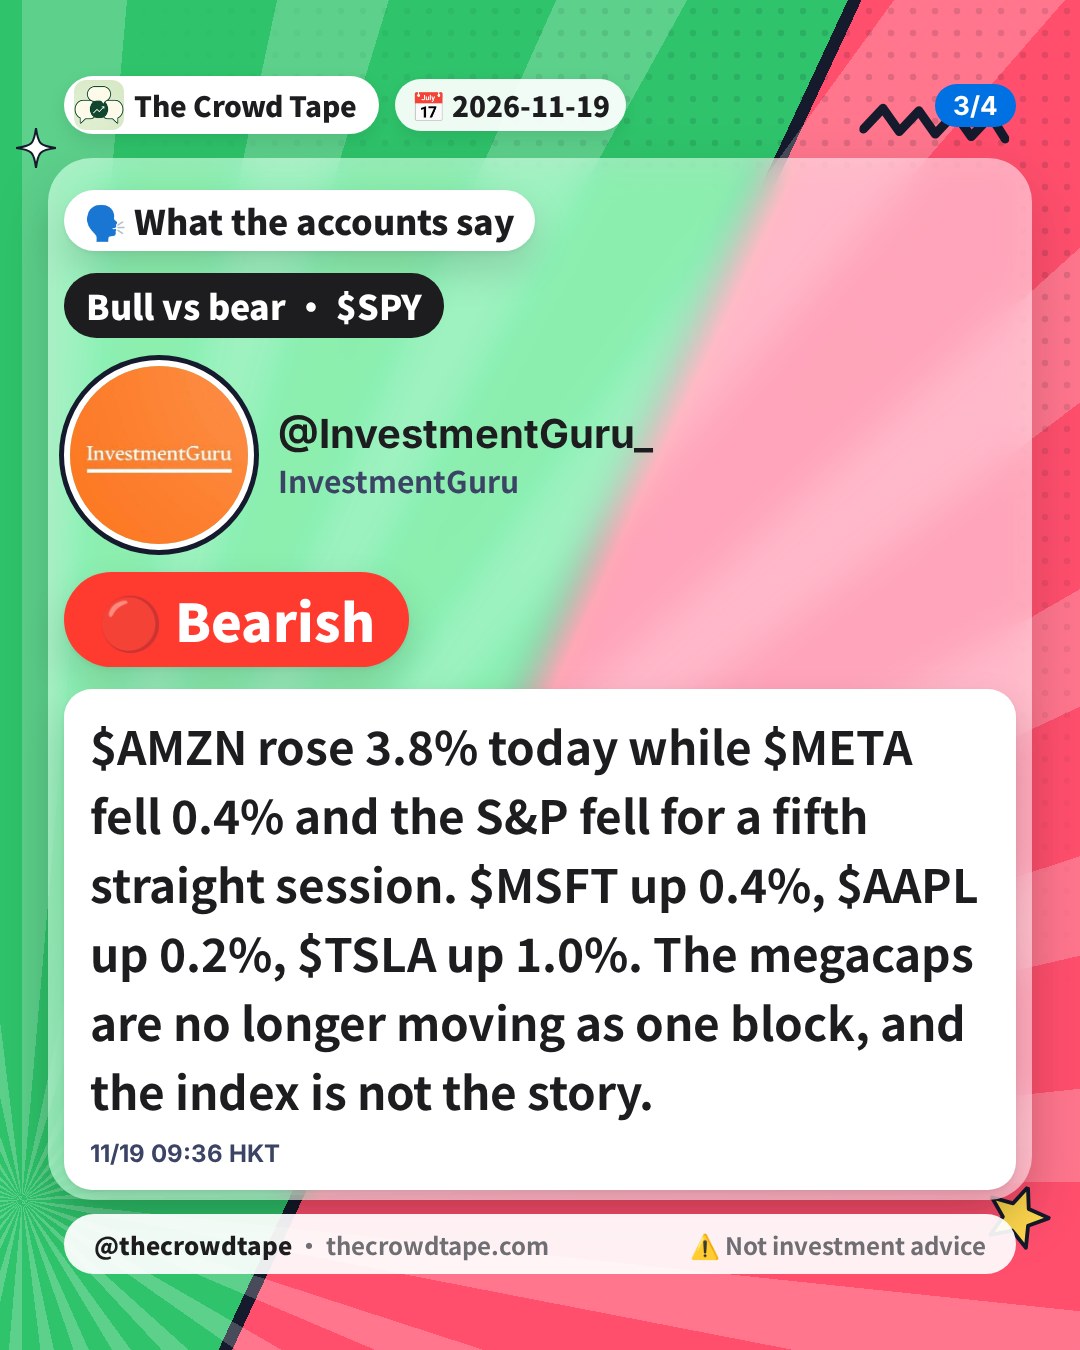 The Crowd Tape
July
2026-11-19
3/4
What the accounts say
Bull vs bear • $SPY
InvestmentGuru
@InvestmentGuru_
InvestmentGuru
Bearish
$AMZN rose 3.8% today while $META
fell 0.4% and the S&P fell for a fifth
straight session. $MSFT up 0.4%, $AAPL
up 0.2%, $TSLA up 1.0%. The megacaps
are no longer moving as one block, and
the index is not the story.
11/19 09:36 HKT
@thecrowdtape • thecrowdtape.com
Not investment advice